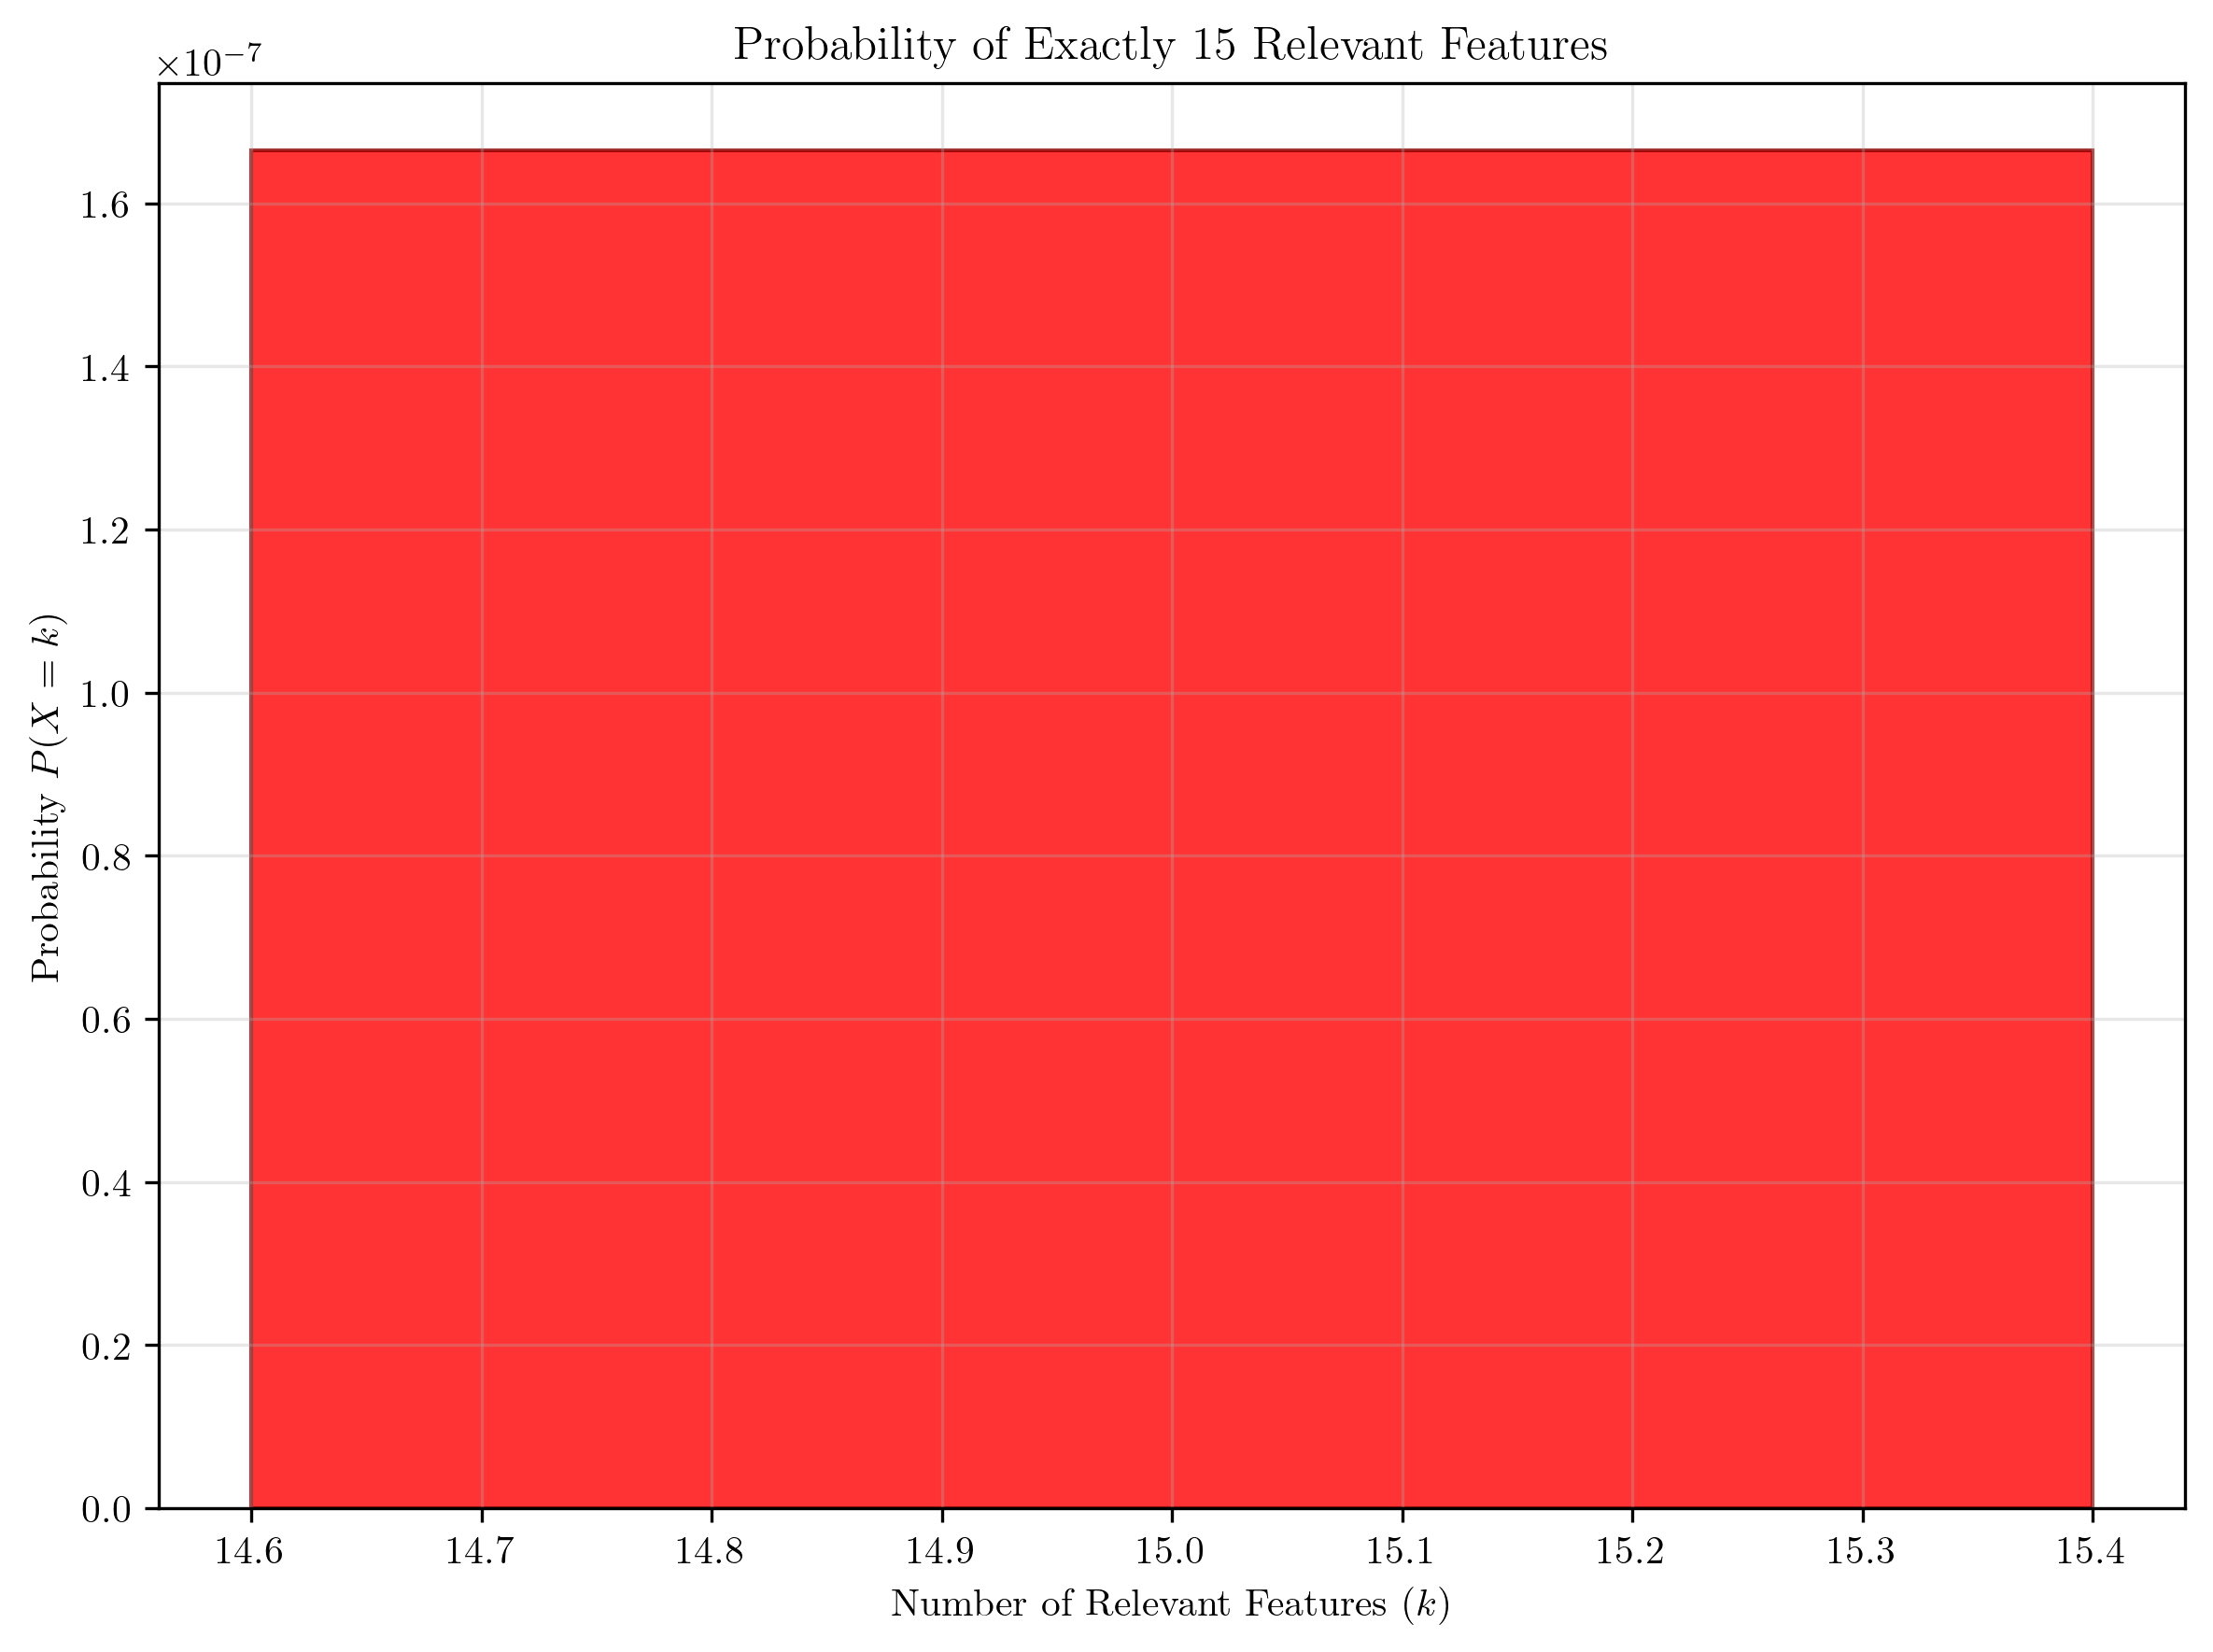 Probability of Exactly 15 Relevant Features
×10⁻⁷
1.6
1.4
1.2
1.0
0.8
0.6
0.4
0.2
0.0
Probability P(X = k)
14.6 14.7 14.8 14.9 15.0 15.1 15.2 15.3 15.4
Number of Relevant Features (k)